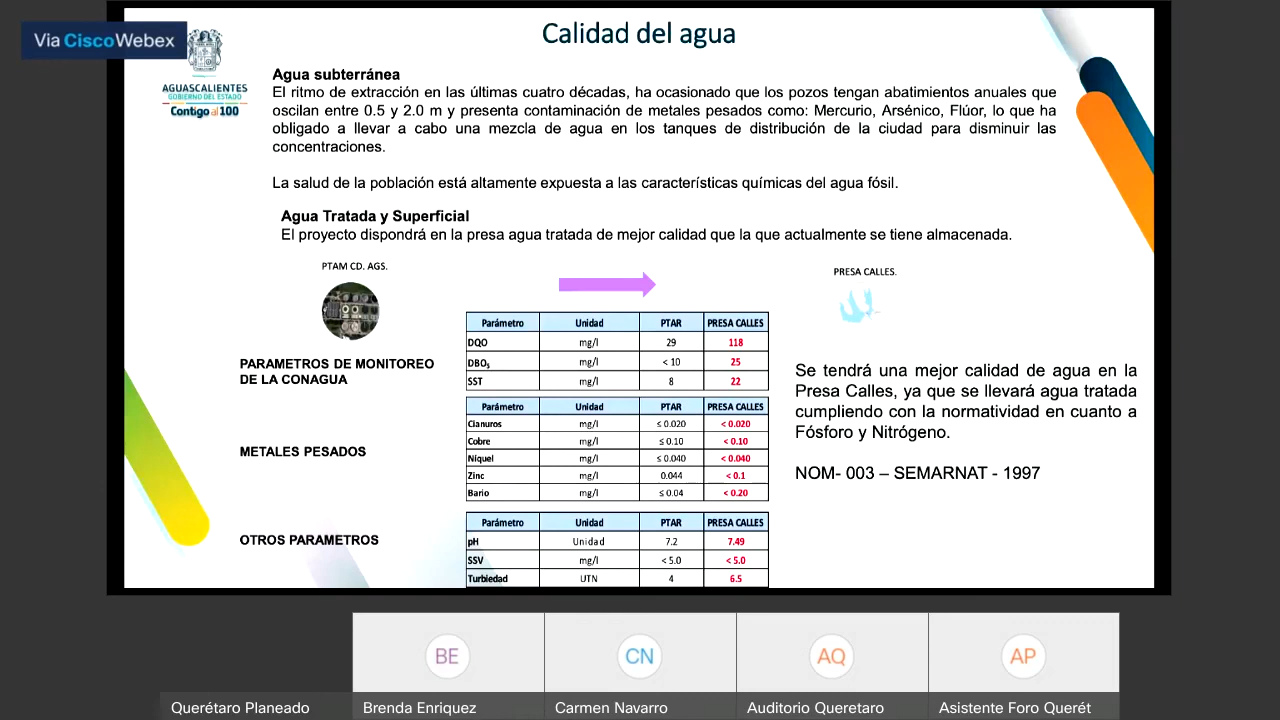 Via Cisco Webex
Calidad del agua
AGUASCALIENTES
GOBIERNO DEL ESTADO
Contigo al 100
Agua subterránea
El ritmo de extracción en las últimas cuatro décadas, ha ocasionado que los pozos tengan abatimientos anuales que
oscilan entre 0.5 y 2.0 m y presenta contaminación de metales pesados como: Mercurio, Arsénico, Flúor, lo que ha
obligado a llevar a cabo una mezcla de agua en los tanques de distribución de la ciudad para disminuir las
concentraciones.
La salud de la población está altamente expuesta a las características químicas del agua fósil.
Agua Tratada y Superficial
El proyecto dispondrá en la presa agua tratada de mejor calidad que la que actualmente se tiene almacenada.
PTAM CD. AGS.
PRESA CALLES.
Parámetro Unidad PTAR PRESA CALLES
DQO mg/l 29 118
DBO₅ mg/l < 10 25
SST mg/l 8 22
PARAMETROS DE MONITOREO
DE LA CONAGUA
Parámetro Unidad PTAR PRESA CALLES
Cianuros mg/l ≤ 0.020 < 0.020
Cobre mg/l ≤ 0.10 < 0.10
Níquel mg/l ≤ 0.040 < 0.040
Zinc mg/l 0.044 < 0.1
Bario mg/l ≤ 0.04 < 0.20
METALES PESADOS
Parámetro Unidad PTAR PRESA CALLES
pH Unidad 7.2 7.49
SSV mg/l < 5.0 < 5.0
Turbiedad UTN 4 6.5
OTROS PARAMETROS
Se tendrá una mejor calidad de agua en la
Presa Calles, ya que se llevará agua tratada
cumpliendo con la normatividad en cuanto a
Fósforo y Nitrógeno.
NOM- 003 – SEMARNAT - 1997
BE
CN
AQ
AP
Querétaro Planeado
Brenda Enriquez
Carmen Navarro
Auditorio Queretaro
Asistente Foro Querét